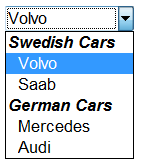 Volvo
Swedish Cars
Volvo
Saab
German Cars
Mercedes
Audi